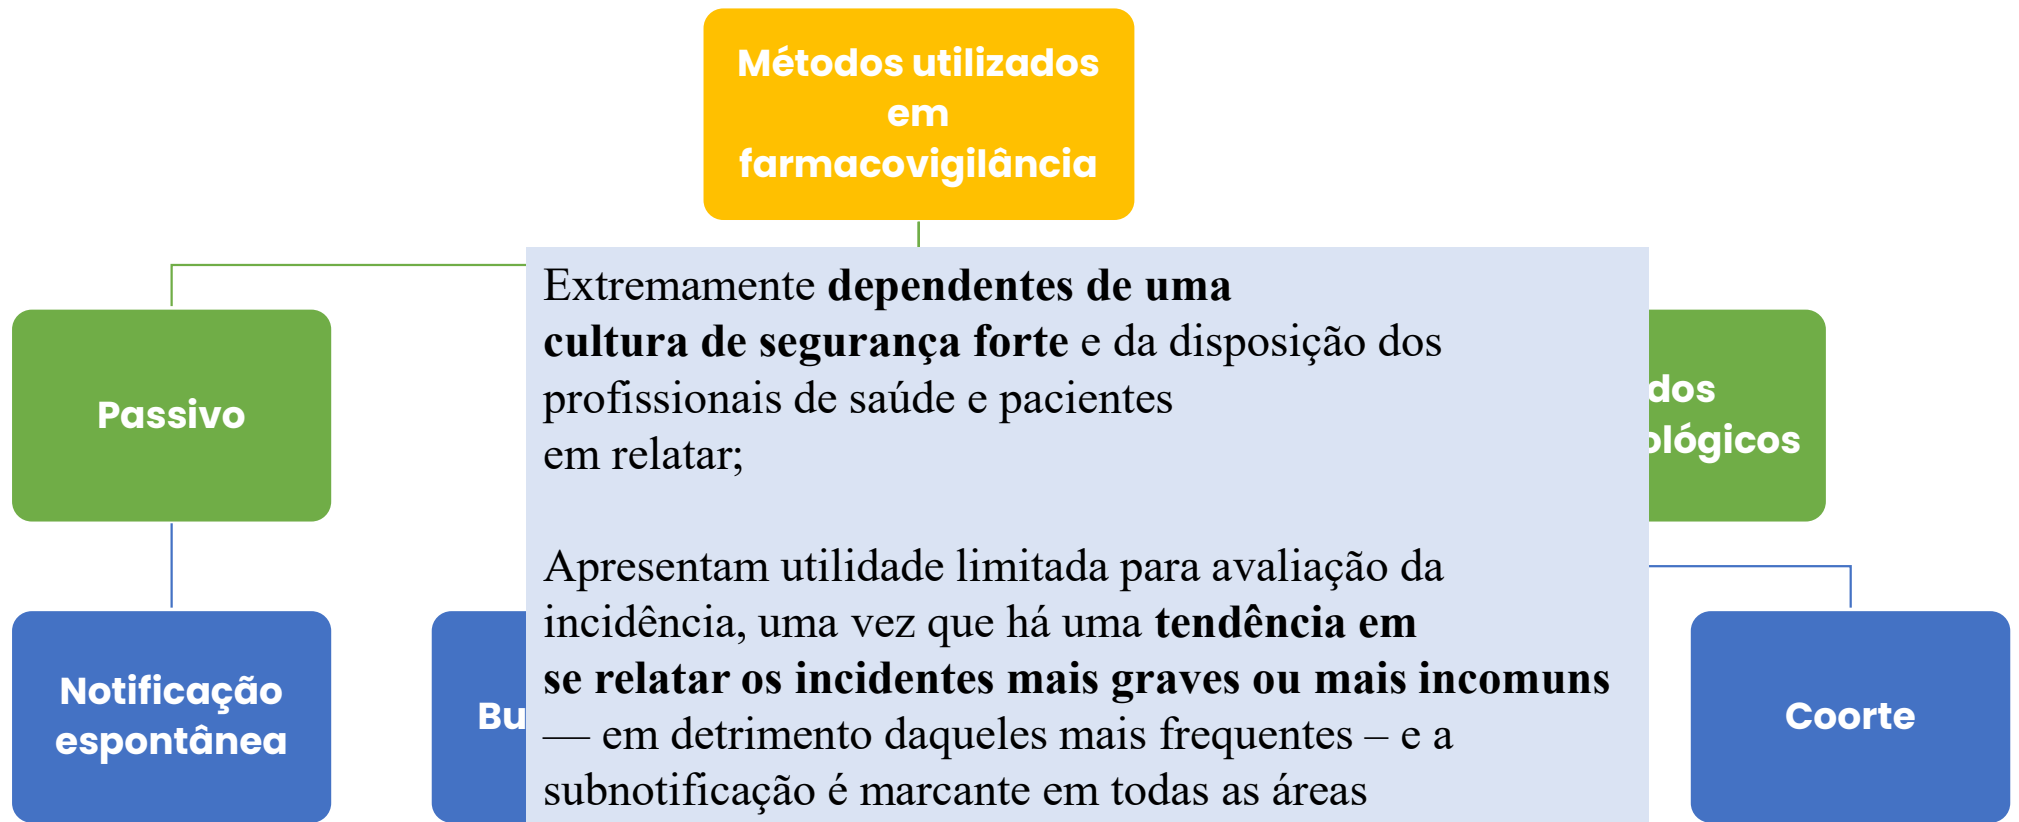 Métodos utilizados
em
farmacovigilância
Passivo
Extremamente dependentes de uma
cultura de segurança forte e da disposição dos
profissionais de saúde e pacientes
em relatar;
Apresentam utilidade limitada para avaliação da
incidência, uma vez que há uma tendência em
se relatar os incidentes mais graves ou mais incomuns
— em detrimento daqueles mais frequentes – e a
subnotificação é marcante em todas as áreas
Notificação
espontânea
Coorte